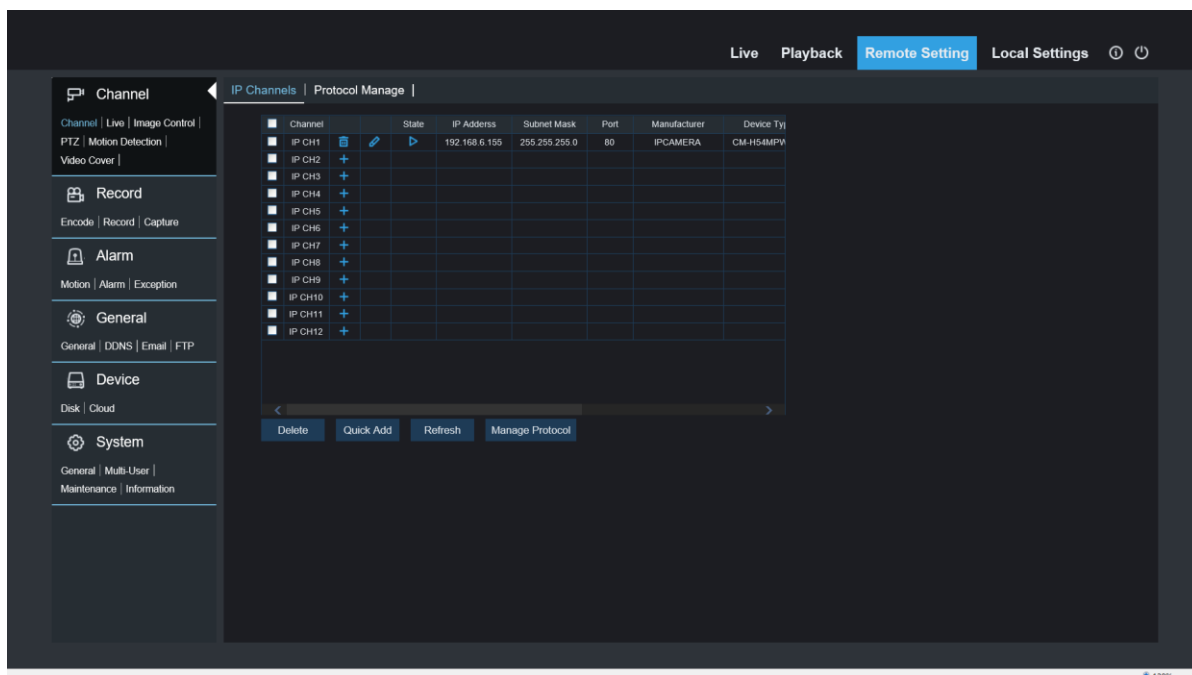 Live Playback Remote Setting Local Settings
Channel
Channel | Live | Image Control |
PTZ | Motion Detection |
Video Cover |
Record
Encode | Record | Capture
Alarm
Motion | Alarm | Exception
General
General | DDNS | Email | FTP
Device
Disk | Cloud
System
General | Multi-User |
Maintenance | Information
IP Channels | Protocol Manage |
Channel State IP Adderss Subnet Mask Port Manufacturer Device Ty
IP CH1 192.168.6.155 255.255.255.0 80 IPCAMERA CM-H54MPW
IP CH2
IP CH3
IP CH4
IP CH5
IP CH6
IP CH7
IP CH8
IP CH9
IP CH10
IP CH11
IP CH12
Delete Quick Add Refresh Manage Protocol